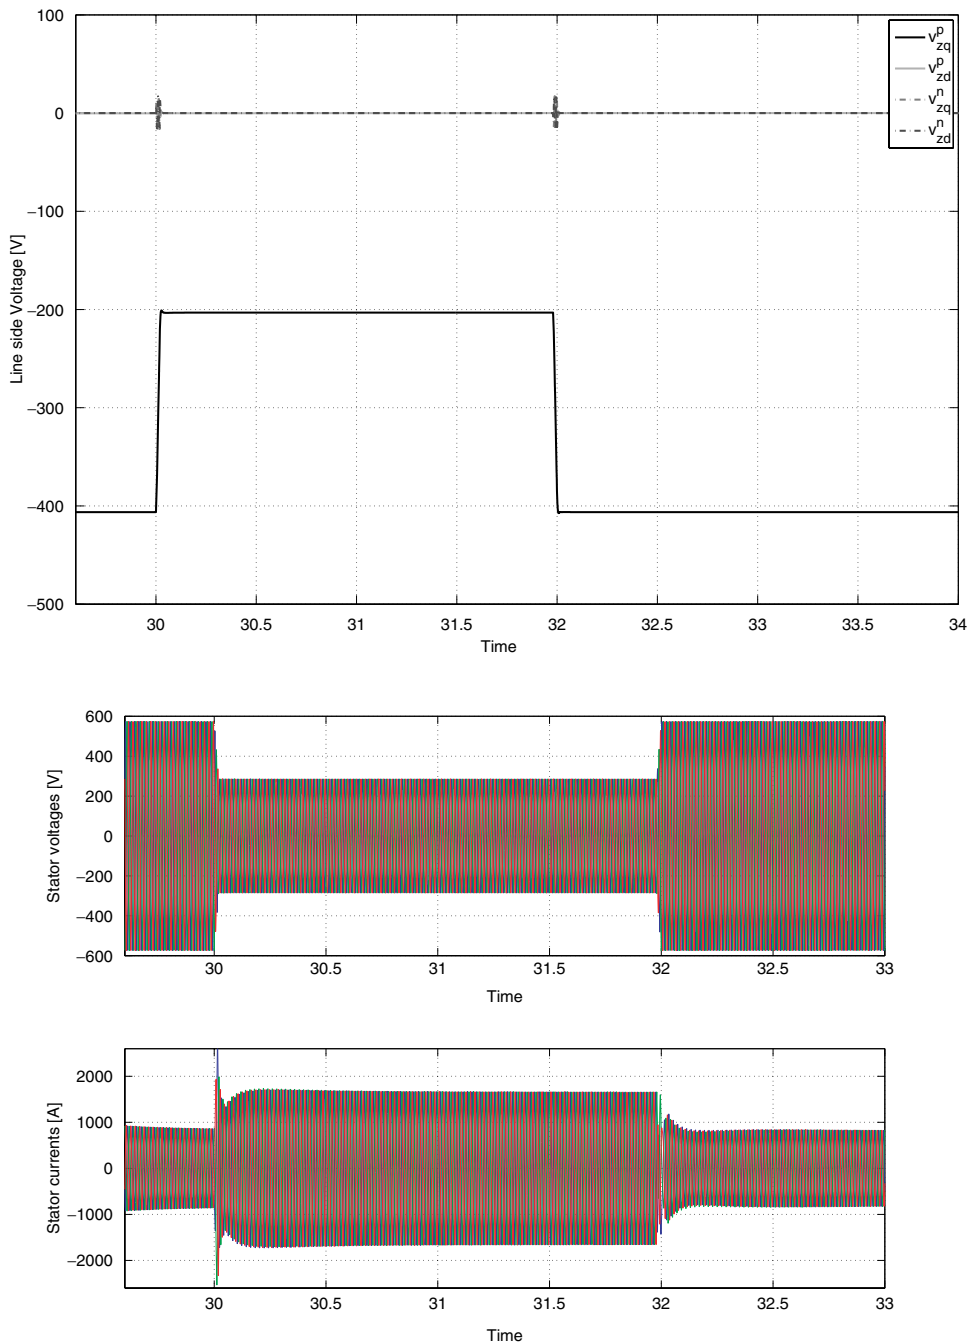 100
0
−100
−200
−300
−400
−500
Line side Voltage [V]
v^p_zq
v^p_zd
v^n_zq
v^n_zd
30 30.5 31 31.5 32 32.5 33 33.5 34
Time
600
400
200
0
−200
−400
−600
Stator voltages [V]
30 30.5 31 31.5 32 32.5 33
Time
2000
1000
0
−1000
−2000
Stator currents [A]
30 30.5 31 31.5 32 32.5 33
Time